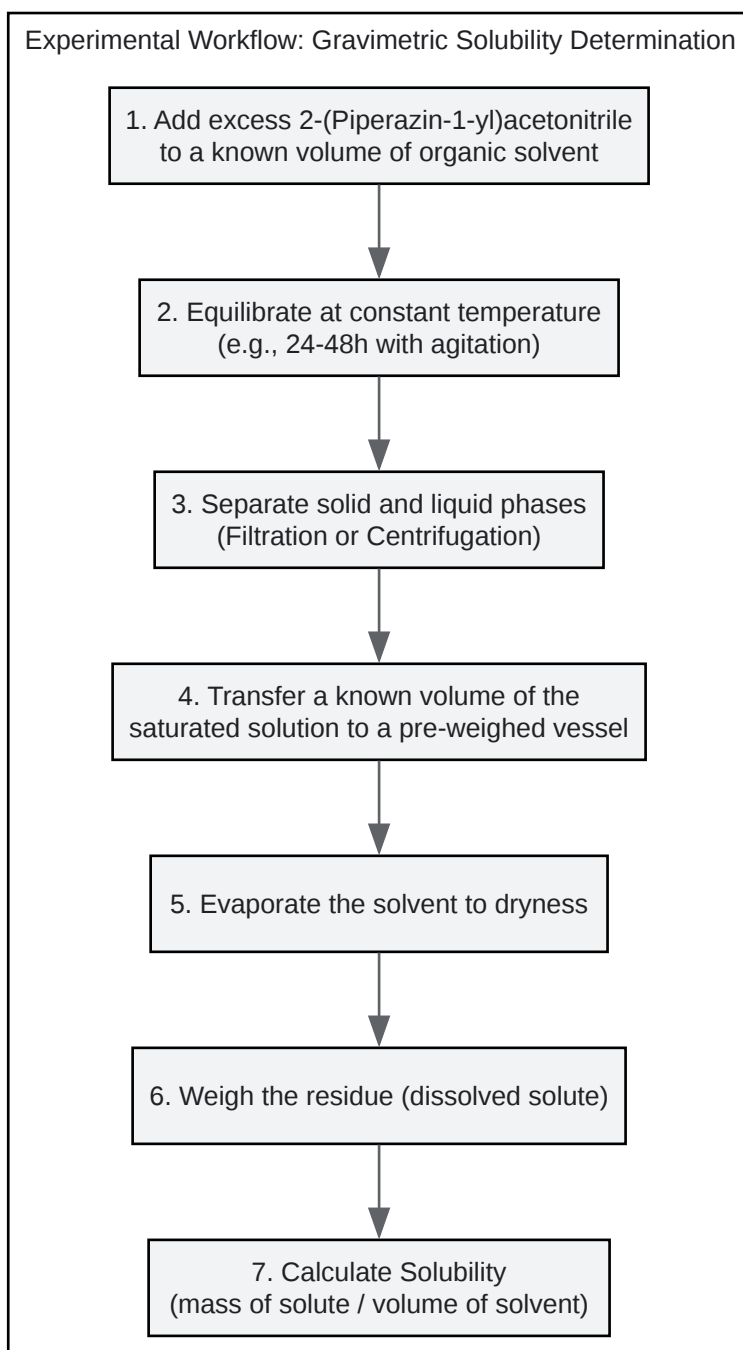 Experimental Workflow: Gravimetric Solubility Determination
1. Add excess 2-(Piperazin-1-yl)acetonitrile
to a known volume of organic solvent
2. Equilibrate at constant temperature
(e.g., 24-48h with agitation)
3. Separate solid and liquid phases
(Filtration or Centrifugation)
4. Transfer a known volume of the
saturated solution to a pre-weighed vessel
5. Evaporate the solvent to dryness
6. Weigh the residue (dissolved solute)
7. Calculate Solubility
(mass of solute / volume of solvent)